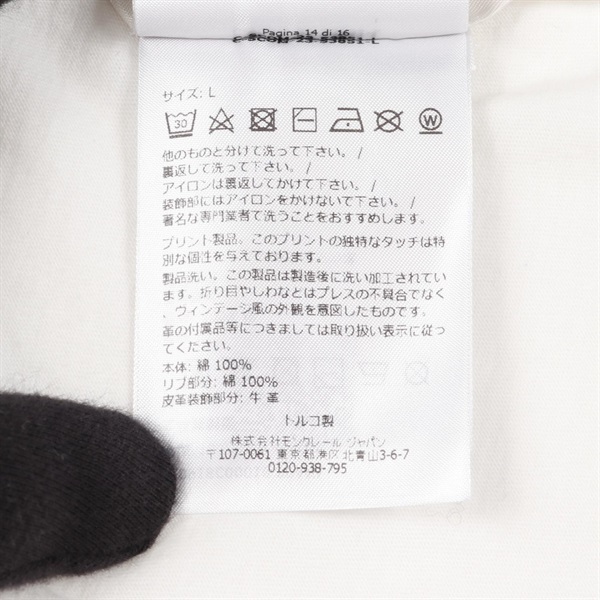 Pagina 14 di 16
サイズ: L
30
W
他のものと分けて洗って下さい。 /
裏返して洗って下さい。 /
アイロンは裏返してかけて下さい。 /
装飾部にはアイロンをかけないで下さい。 /
著名な専門業者で洗うことをおすすめします。
プリント製品。このプリントの独特なタッチは特
別な個性を与えております。
製品洗い。この製品は製造後に洗い加工されていま
す。折り目やしわなとはプレスの不具合でなく
、ヴィンテージ風の外観を意図したものです。
革の付属品等につきましては取り扱い表示に従っ
てください。
本体: 綿 100%
リブ部分: 綿 100%
皮革装飾部分: 牛 革
トルコ製
株式会社モンクレール ジャパン
〒107-0061 東京都港区北青山3-6-7
0120-938-795